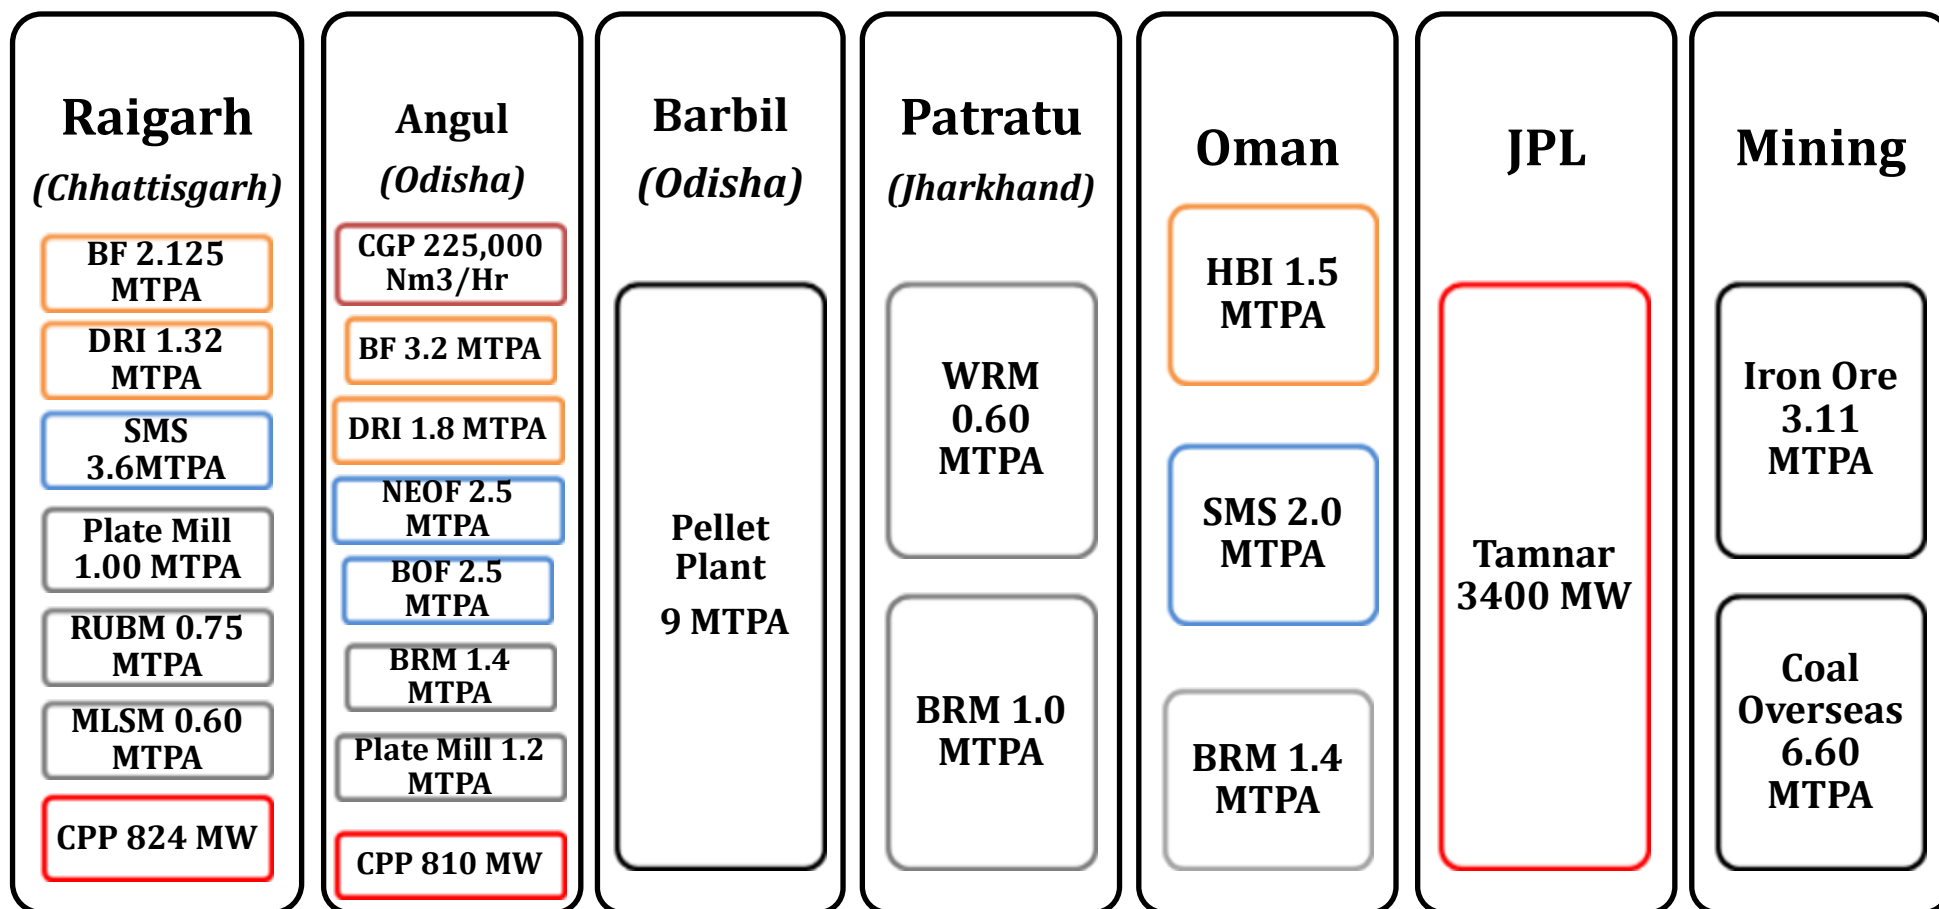 Raigarh
(Chhattisgarh)
BF 2.125
MTPA
DRI 1.32
MTPA
SMS
3.6MTPA
Plate Mill
1.00 MTPA
RUBM 0.75
MTPA
MLSM 0.60
MTPA
CPP 824 MW
Angul
(Odisha)
CGP 225,000
Nm3/Hr
BF 3.2 MTPA
DRI 1.8 MTPA
NEOF 2.5
MTPA
BOF 2.5
MTPA
BRM 1.4
MTPA
Plate Mill 1.2
MTPA
CPP 810 MW
Barbil
(Odisha)
Pellet
Plant
9 MTPA
Patratu
(Jharkhand)
WRM
0.60
MTPA
BRM 1.0
MTPA
Oman
HBI 1.5
MTPA
SMS 2.0
MTPA
BRM 1.4
MTPA
JPL
Tamnar
3400 MW
Mining
Iron Ore
3.11
MTPA
Coal
Overseas
6.60
MTPA